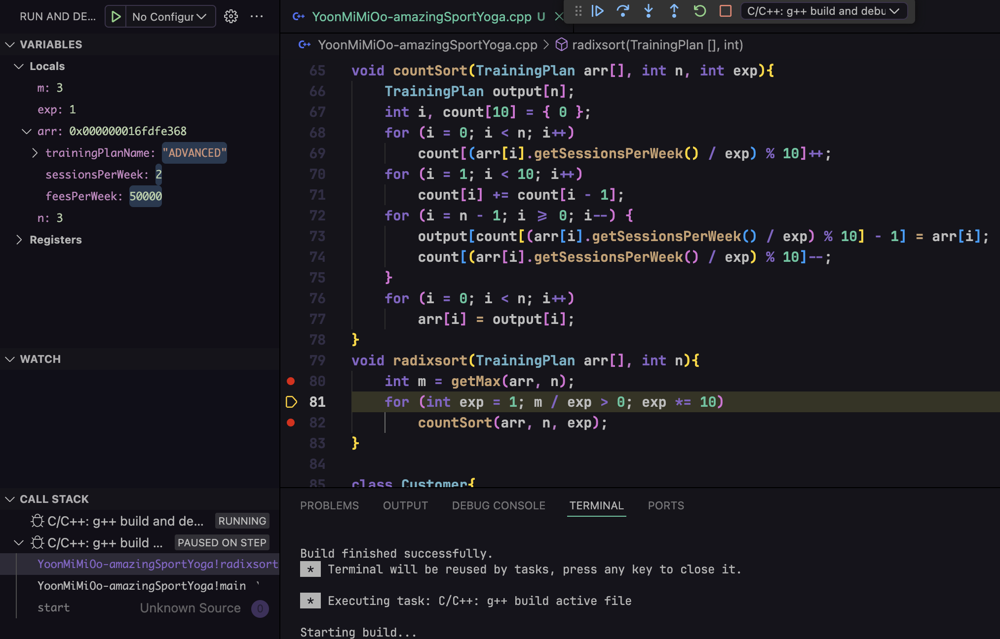 RUN AND DE...
No Configur
VARIABLES
Locals
m: 3
exp: 1
arr: 0x000000016fdfe368
trainingPlanName: "ADVANCED"
sessionsPerWeek: 2
feesPerWeek: 50000
n: 3
Registers
WATCH
CALL STACK
C/C++: g++ build and de... RUNNING
C/C++: g++ build ... PAUSED ON STEP
YoonMiMiOo-amazingSportYoga!radixsort
YoonMiMiOo-amazingSportYoga!main
start Unknown Source 0
YoonMiMiOo-amazingSportYoga.cpp U
C/C++: g++ build and debu
YoonMiMiOo-amazingSportYoga.cpp > radixsort(TrainingPlan [], int)
65 void countSort(TrainingPlan arr[], int n, int exp){
66 TrainingPlan output[n];
67 int i, count[10] = { 0 };
68 for (i = 0; i < n; i++)
69 count[(arr[i].getSessionsPerWeek() / exp) % 10]++;
70 for (i = 1; i < 10; i++)
71 count[i] += count[i - 1];
72 for (i = n - 1; i >= 0; i--) {
73 output[count[(arr[i].getSessionsPerWeek() / exp) % 10] - 1] = arr[i];
74 count[(arr[i].getSessionsPerWeek() / exp) % 10]--;
75 }
76 for (i = 0; i < n; i++)
77 arr[i] = output[i];
78 }
79 void radixsort(TrainingPlan arr[], int n){
80 int m = getMax(arr, n);
81 for (int exp = 1; m / exp > 0; exp *= 10)
82 countSort(arr, n, exp);
83 }
84
85 class Customer{
PROBLEMS OUTPUT DEBUG CONSOLE TERMINAL PORTS
Build finished successfully.
* Terminal will be reused by tasks, press any key to close it.
* Executing task: C/C++: g++ build active file
Starting build...